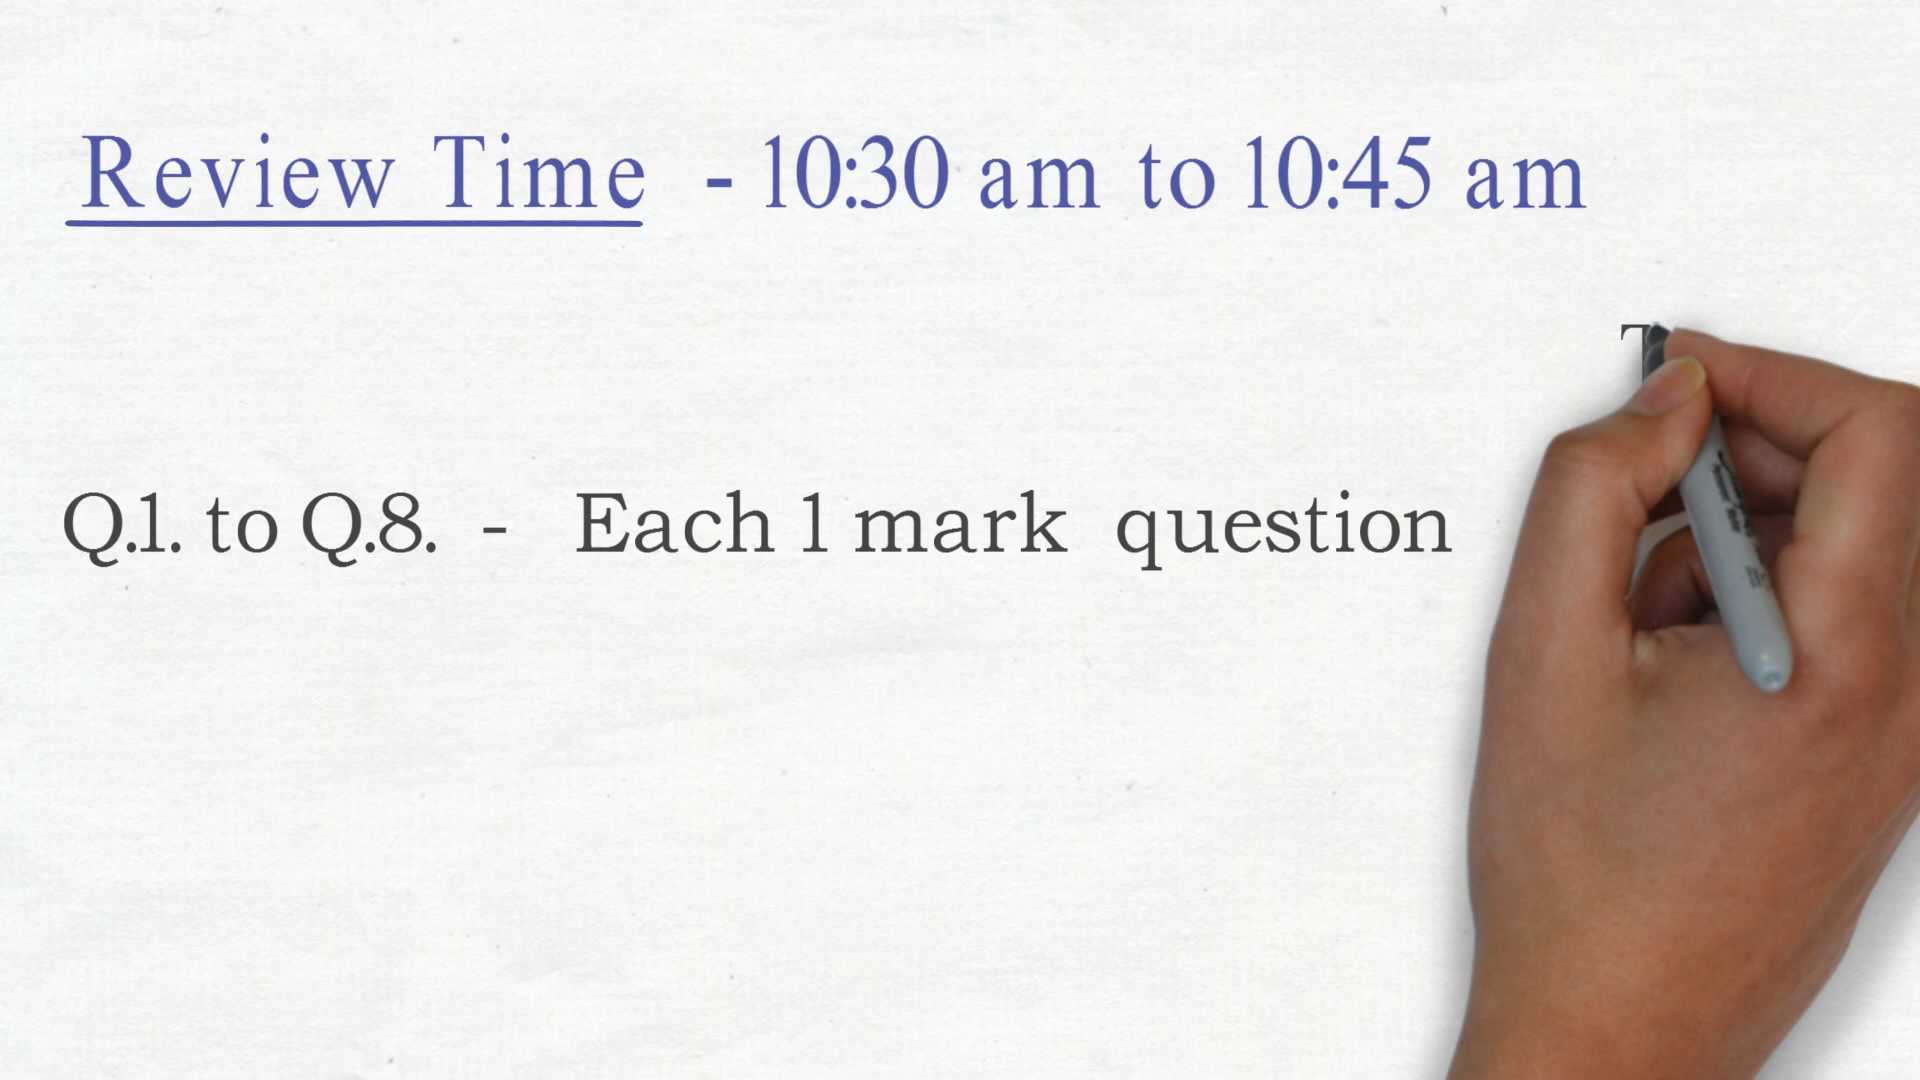 Review Time - 10:30 am to 10:45 am
Q.1. to Q.8. - Each 1 mark question